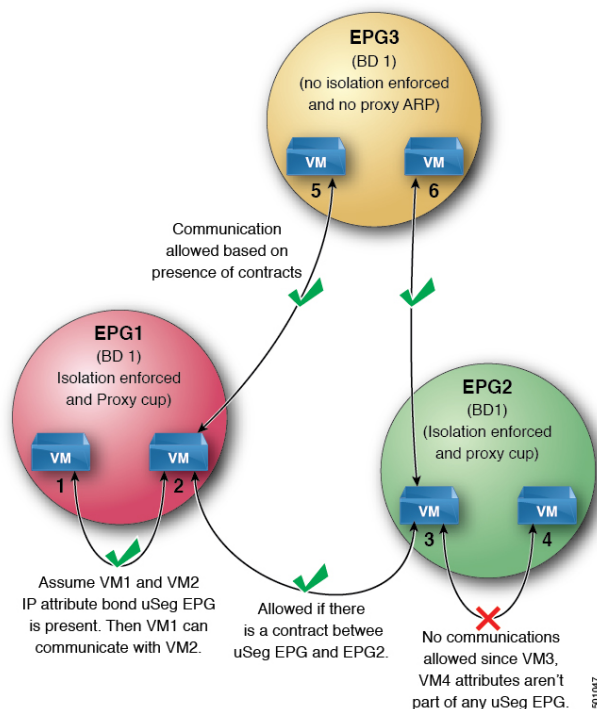 EPG3
(BD 1)
(no isolation enforced
and no proxy ARP)
VM
VM
5
6
Communication
allowed based on
presence of contracts
EPG1
(BD 1)
Isolation enforced
and Proxy cup)
VM
VM
1
2
EPG2
(BD1)
(Isolation enforced
and proxy cup)
VM
VM
3
4
Assume VM1 and VM2
IP attribute bond uSeg EPG
is present. Then VM1 can
communicate with VM2.
Allowed if there
is a contract betwee
uSeg EPG and EPG2.
No communications
allowed since VM3,
VM4 attributes aren't
part of any uSeg EPG.
501047